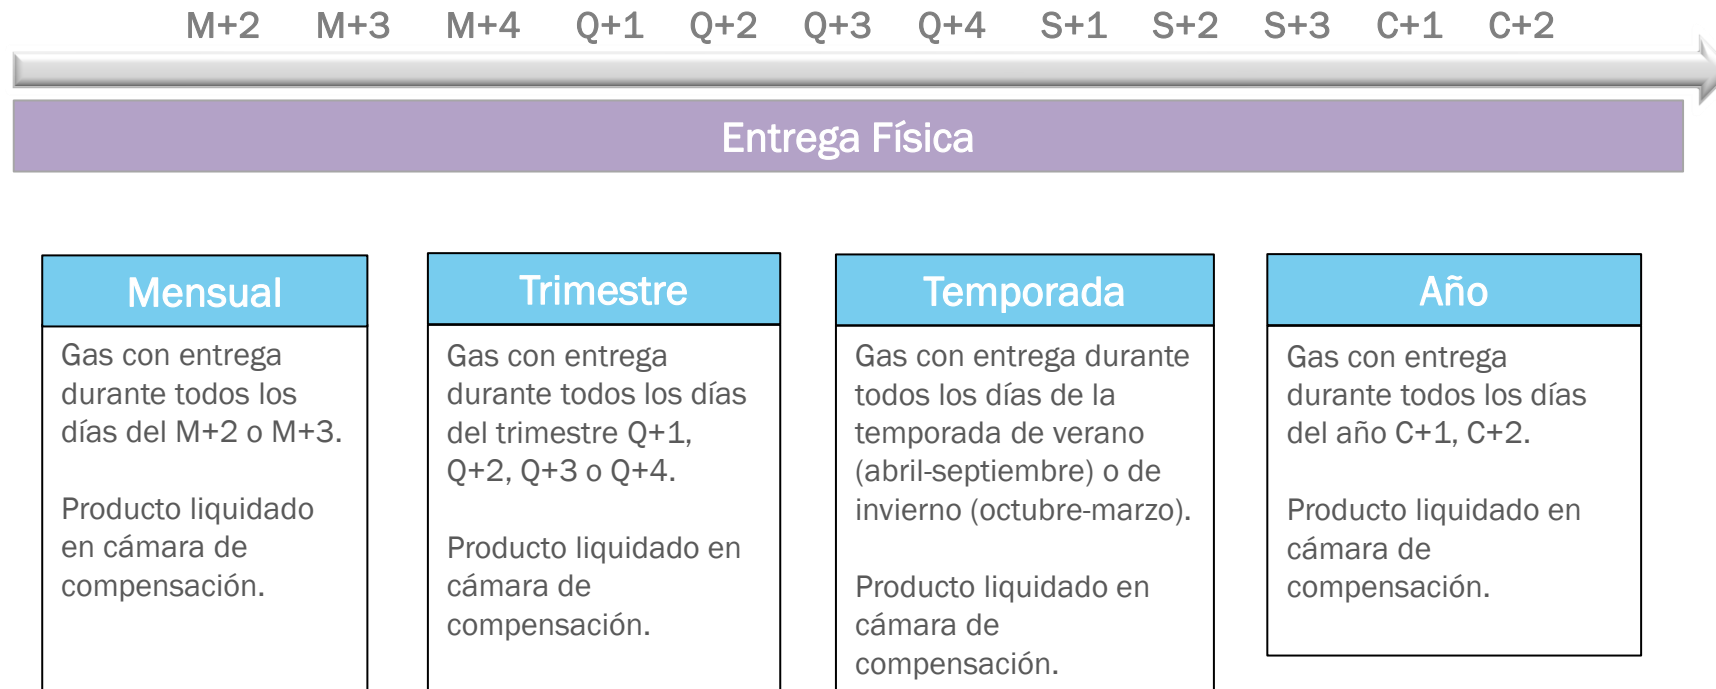 M+2 M+3 M+4 Q+1 Q+2 Q+3 Q+4 S+1 S+2 S+3 C+1 C+2
Entrega Física
Mensual
Gas con entrega
durante todos los
días del M+2 o M+3.
Producto liquidado
en cámara de
compensación.
Trimestre
Gas con entrega
durante todos los días
del trimestre Q+1,
Q+2, Q+3 o Q+4.
Producto liquidado en
cámara de
compensación.
Temporada
Gas con entrega durante
todos los días de la
temporada de verano
(abril-septiembre) o de
invierno (octubre-marzo).
Producto liquidado en
cámara de
compensación.
Año
Gas con entrega
durante todos los días
del año C+1, C+2.
Producto liquidado en
cámara de
compensación.